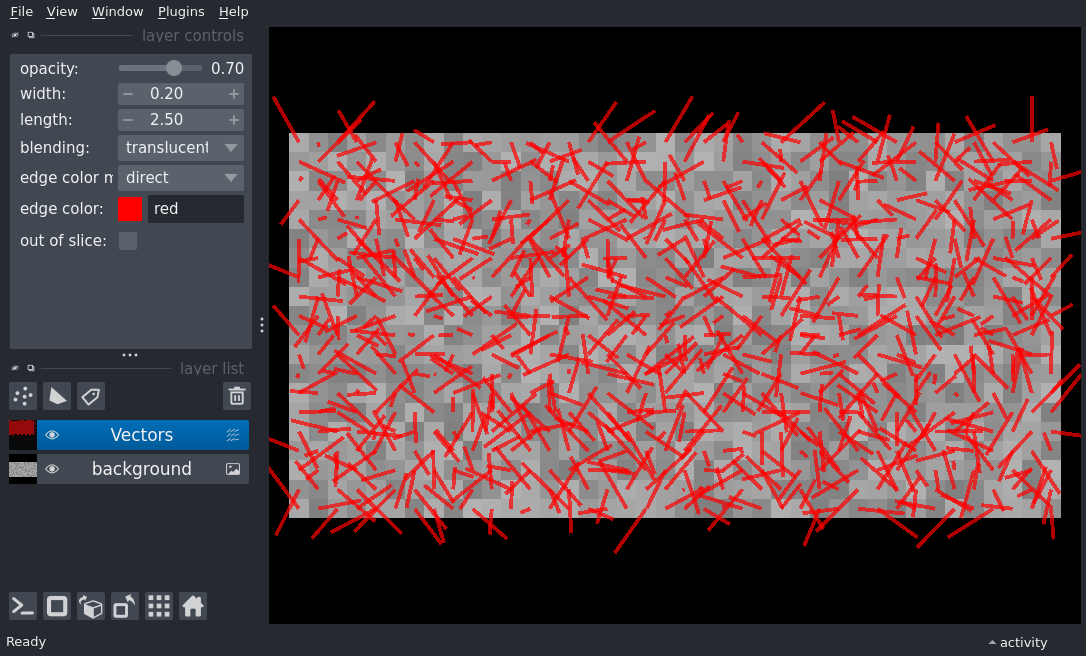 File View Window Plugins Help
layer controls
opacity: 0.70
width: − 0.20 +
length: − 2.50 +
blending: translucent
edge color m direct
edge color: red
out of slice:
layer list
Vectors
background
Ready
activity